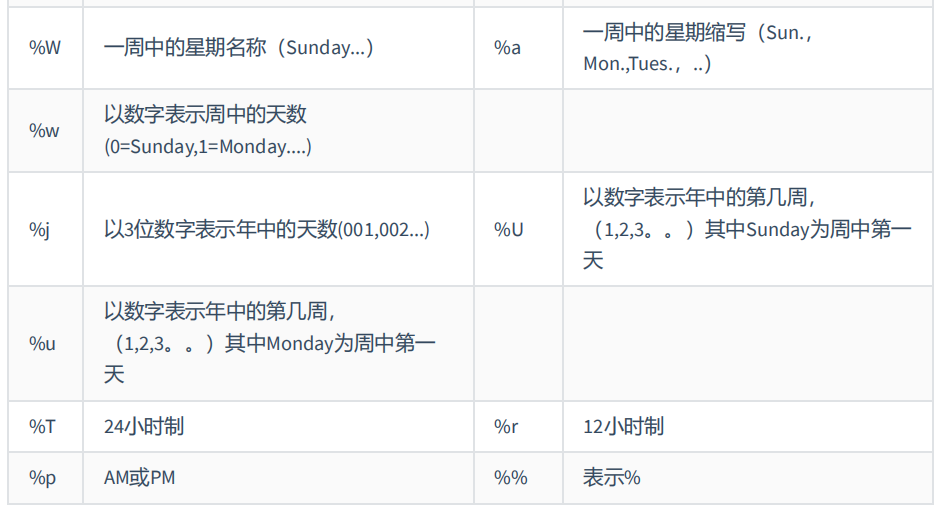 %W
一周中的星期名称（Sunday...）
%a
一周中的星期缩写（Sun.，
Mon.,Tues.，..）
%w
以数字表示周中的天数
(0=Sunday,1=Monday....)
%j
以3位数字表示年中的天数(001,002...)
%U
以数字表示年中的第几周，
（1,2,3。。）其中Sunday为周中第一
天
%u
以数字表示年中的第几周，
（1,2,3。。）其中Monday为周中第一
天
%T
24小时制
%r
12小时制
%p
AM或PM
%%
表示%